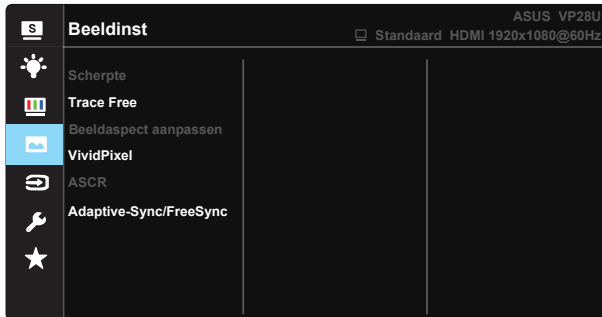 S
Beeldinst
ASUS VP28U
Standaard HDMI 1920x1080@60Hz
Scherpte
Trace Free
Beeldaspect aanpassen
VividPixel
ASCR
Adaptive-Sync/FreeSync